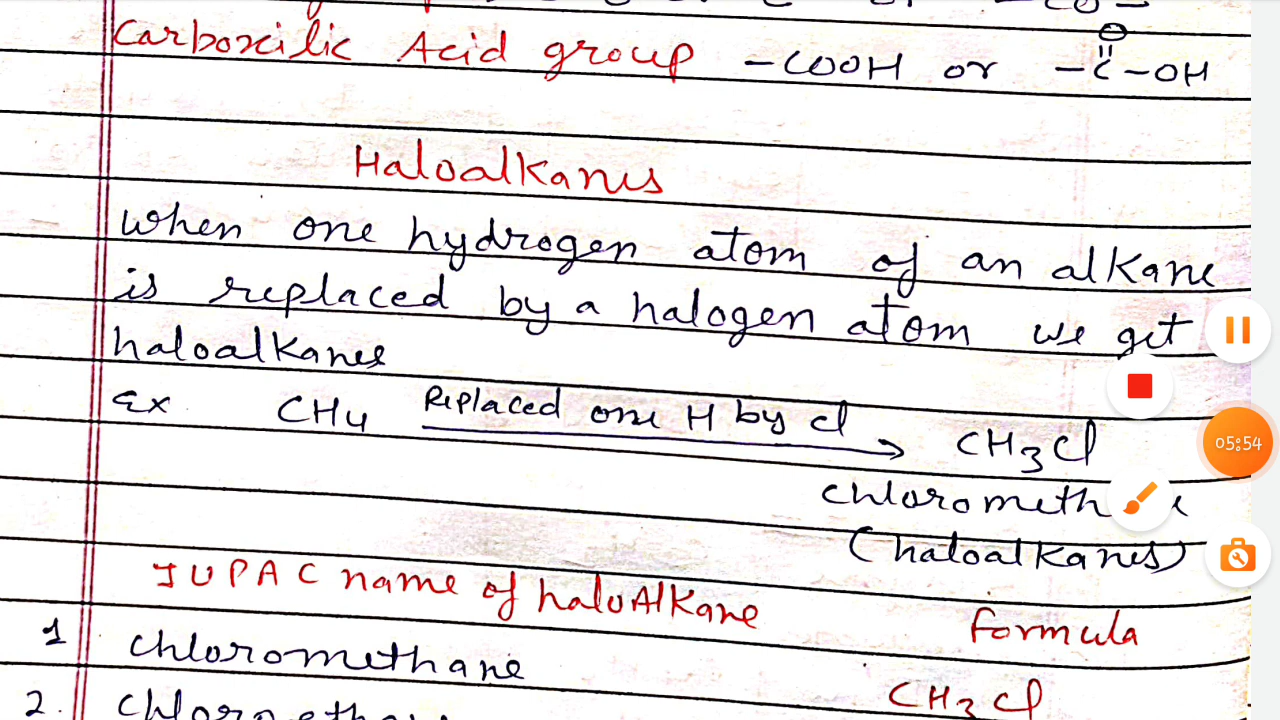 Carboxilic Acid group -COOH or -C-OH
O
Haloalkanes
When one hydrogen atom of an alkane
is replaced by a halogen atom we get
haloalkanes
Ex CH4 Replaced one H by Cl → CH3Cl
(haloalkanes)
IUPAC name of haloAlkane Formula
1 Chloromethane CH3Cl
2.
05:54